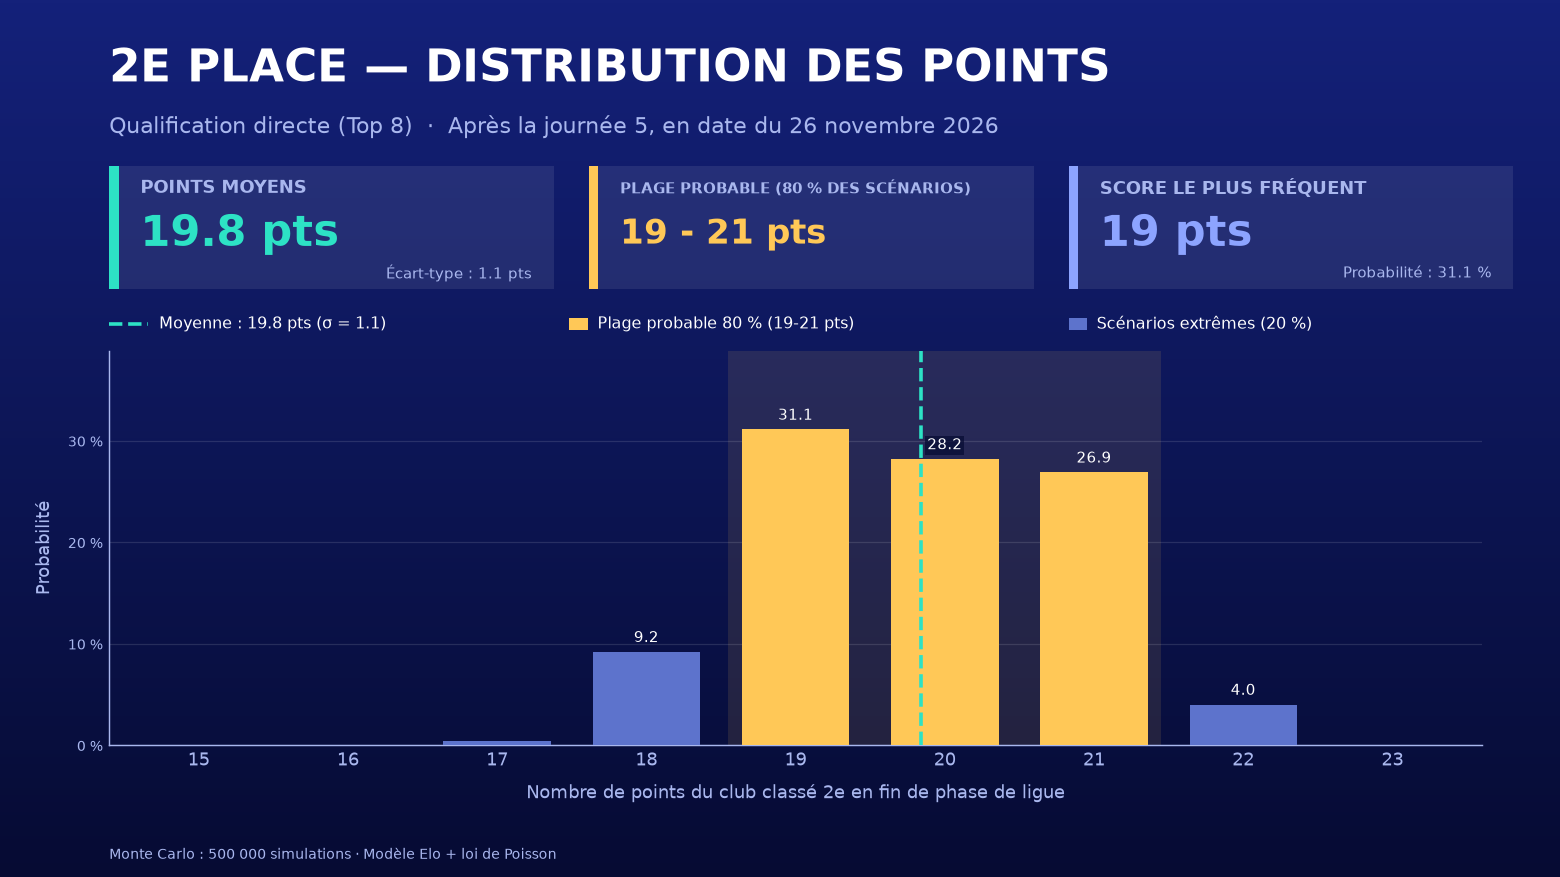 2E PLACE — DISTRIBUTION DES POINTS
Qualification directe (Top 8) · Après la journée 5, en date du 26 novembre 2026
POINTS MOYENS
19.8 pts
Écart-type : 1.1 pts
PLAGE PROBABLE (80 % DES SCÉNARIOS)
19 - 21 pts
SCORE LE PLUS FRÉQUENT
19 pts
Probabilité : 31.1 %
Moyenne : 19.8 pts (σ = 1.1)
Plage probable 80 % (19-21 pts)
Scénarios extrêmes (20 %)
Probabilité
30 %
20 %
10 %
0 %
9.2
31.1
28.2
26.9
4.0
15 16 17 18 19 20 21 22 23
Nombre de points du club classé 2e en fin de phase de ligue
Monte Carlo : 500 000 simulations · Modèle Elo + loi de Poisson